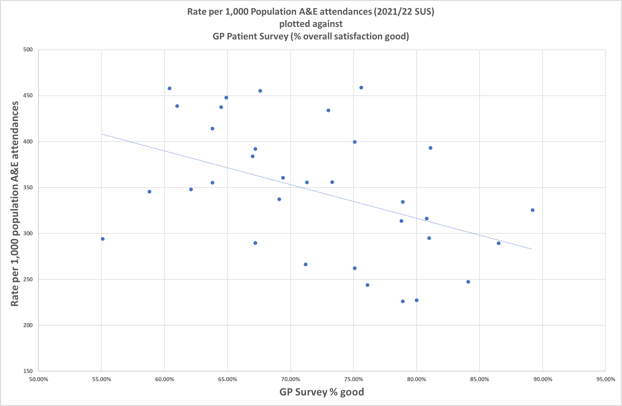 Rate per 1,000 Population A&E attendances (2021/22 SUS)
plotted against
GP Patient Survey (% overall satisfaction good)
Rate per 1,000 population A&E attendances
500
450
400
350
300
250
200
150
50.00% 55.00% 60.00% 65.00% 70.00% 75.00% 80.00% 85.00% 90.00% 95.00%
GP Survey % good